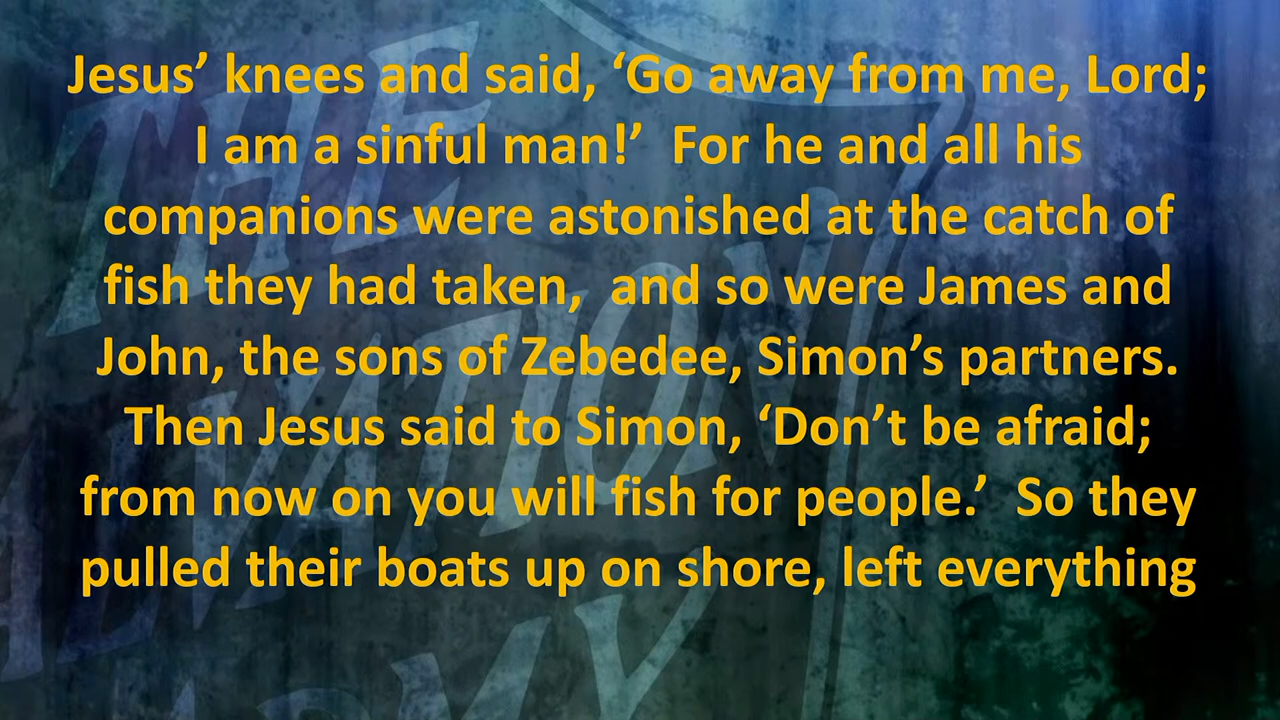 Jesus’ knees and said, ‘Go away from me, Lord;
I am a sinful man!’  For he and all his
companions were astonished at the catch of
fish they had taken,  and so were James and
John, the sons of Zebedee, Simon’s partners.
Then Jesus said to Simon, ‘Don’t be afraid;
from now on you will fish for people.’  So they
pulled their boats up on shore, left everything
THE
SALVATION
ARMY